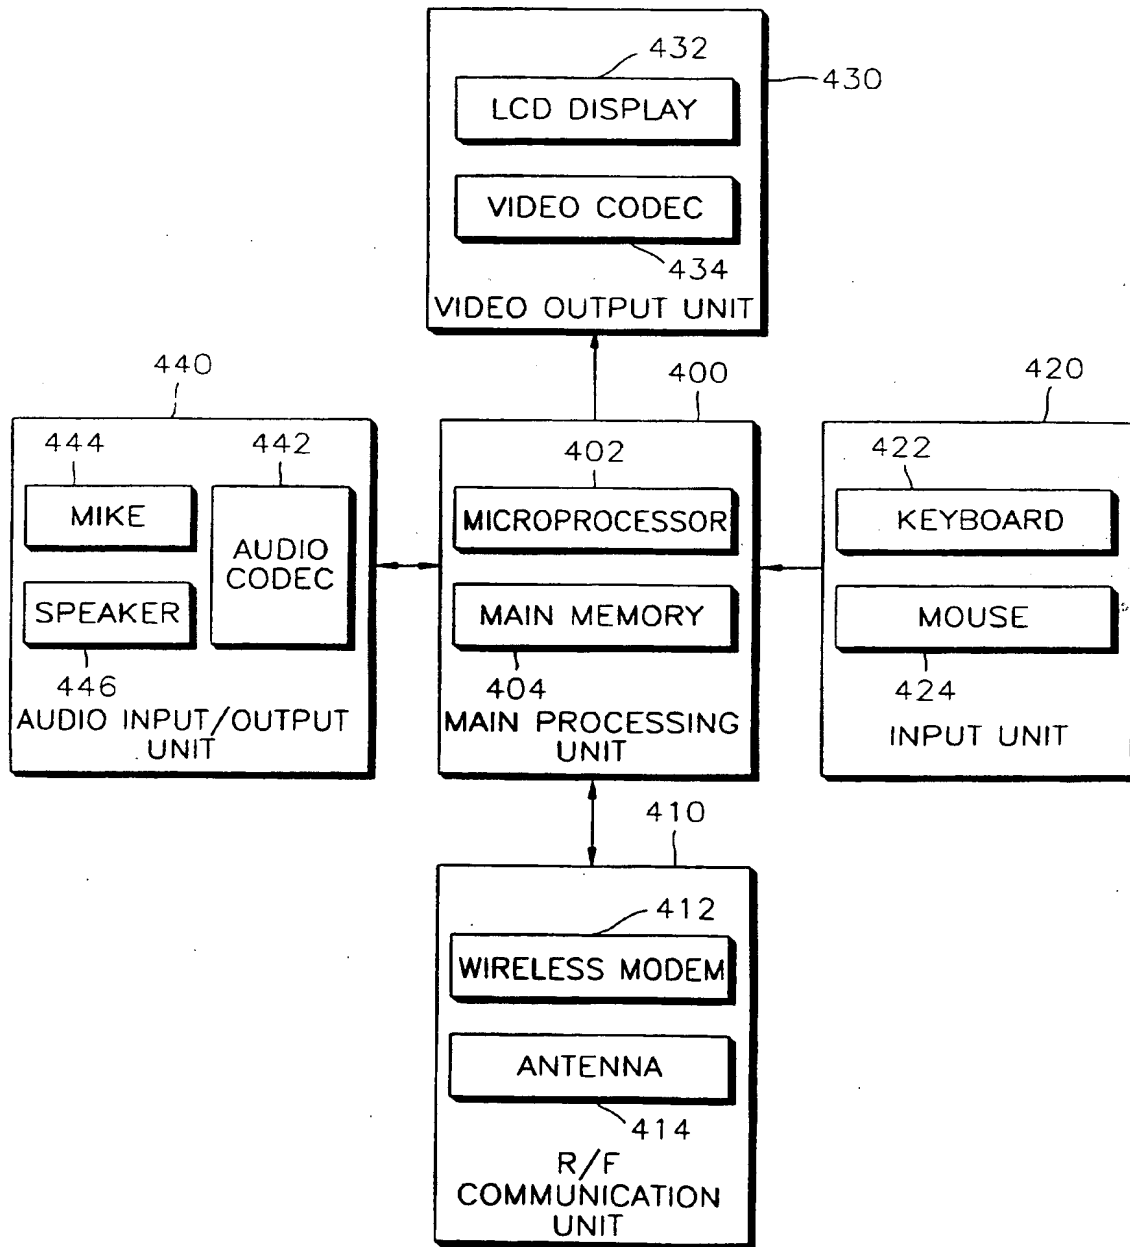 432
430
LCD DISPLAY
VIDEO CODEC
434
VIDEO OUTPUT UNIT
440
444
442
MIKE
AUDIO
CODEC
SPEAKER
446
AUDIO INPUT/OUTPUT
UNIT
400
402
MICROPROCESSOR
MAIN MEMORY
404
MAIN PROCESSING
UNIT
420
422
KEYBOARD
MOUSE
424
INPUT UNIT
410
412
WIRELESS MODEM
ANTENNA
414
R/F
COMMUNICATION
UNIT